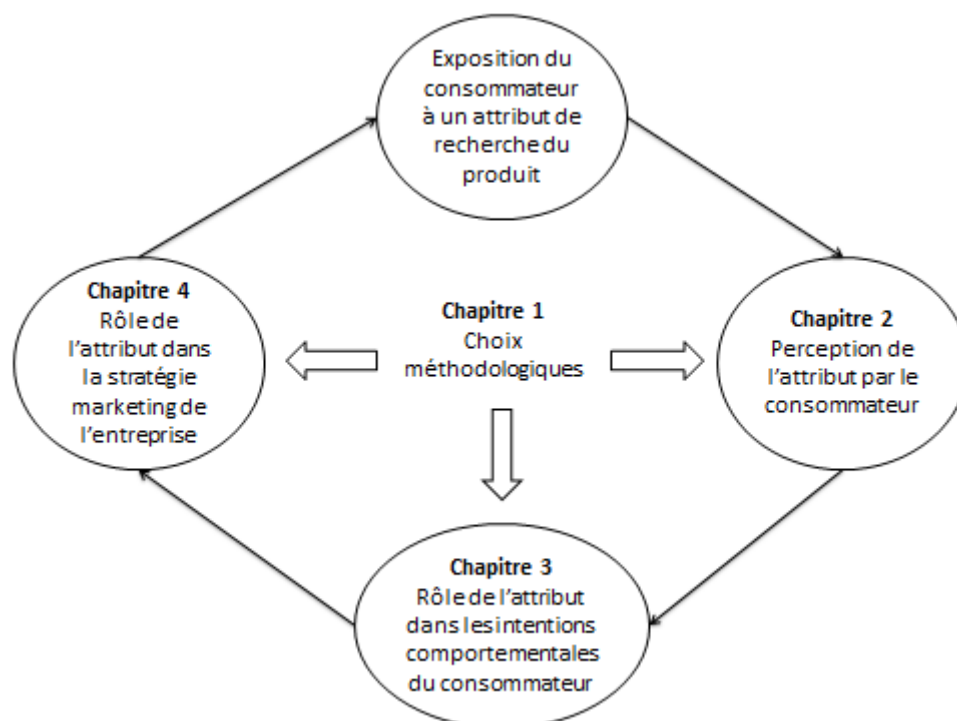 Exposition du
consommateur
à un attribut de
recherche du
produit
Chapitre 4
Rôle de
l'attribut dans
la stratégie
marketing de
l'entreprise
Chapitre 1
Choix
méthodologiques
Chapitre 2
Perception de
l'attribut par le
consommateur
Chapitre 3
Rôle de l'attribut
dans les intentions
comportementales
du consommateur